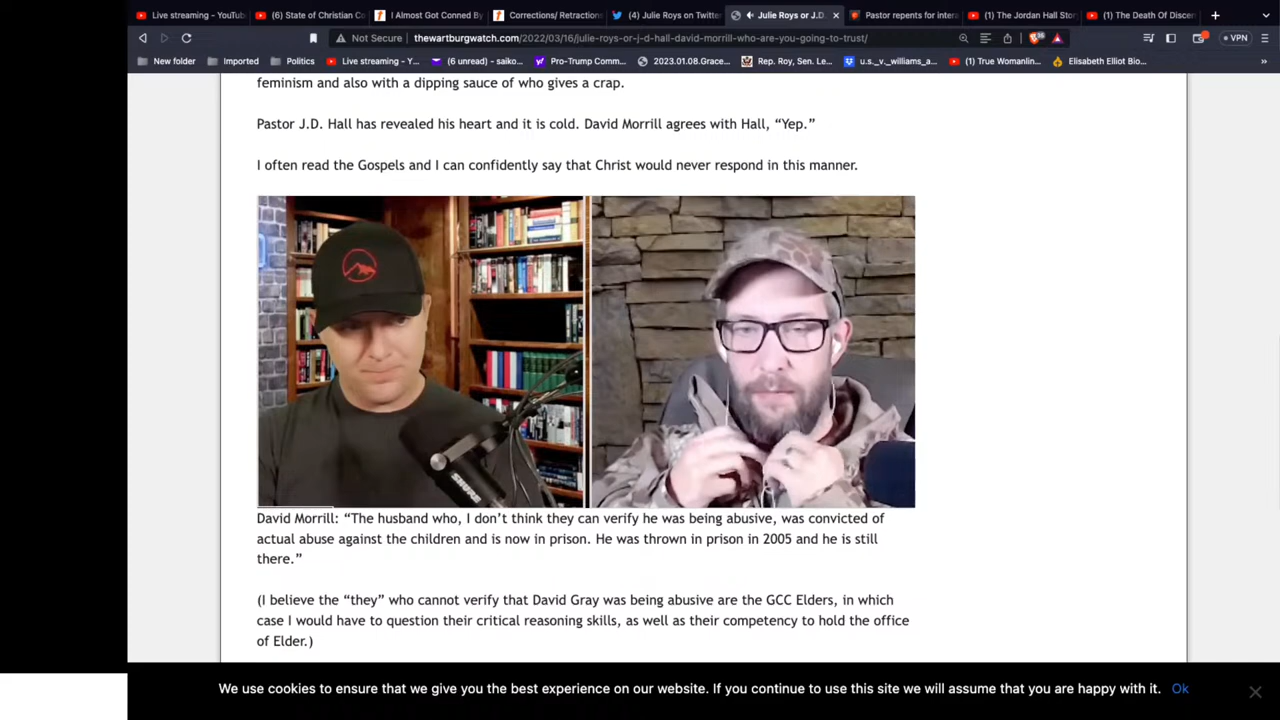 Live streaming - YouTub
(6) State of Christian Co
I Almost Got Conned By
Corrections/ Retractions
(4) Julie Roys on Twitter
Julie Roys or J.D.
Pastor repents for intera
(1) The Jordan Hall Stor
(1) The Death Of Discern
Not Secure | thewartburgwatch.com/2022/03/16/julie-roys-or-j-d-hall-david-morrill-who-are-you-going-to-trust/
VPN
New folder
Imported
Politics
Live streaming - Y...
(6 unread) - saiko...
Pro-Trump Comm...
2023.01.08.Grace...
Rep. Roy, Sen. Le...
u.s._v._williams_a...
(1) True Womanlin...
Elisabeth Elliot Bio...
feminism and also with a dipping sauce of who gives a crap.
Pastor J.D. Hall has revealed his heart and it is cold. David Morrill agrees with Hall, “Yep.”
I often read the Gospels and I can confidently say that Christ would never respond in this manner.
SHURE
David Morrill: “The husband who, I don’t think they can verify he was being abusive, was convicted of
actual abuse against the children and is now in prison. He was thrown in prison in 2005 and he is still
there.”
(I believe the “they” who cannot verify that David Gray was being abusive are the GCC Elders, in which
case I would have to question their critical reasoning skills, as well as their competency to hold the office
of Elder.)
We use cookies to ensure that we give you the best experience on our website. If you continue to use this site we will assume that you are happy with it.
Ok